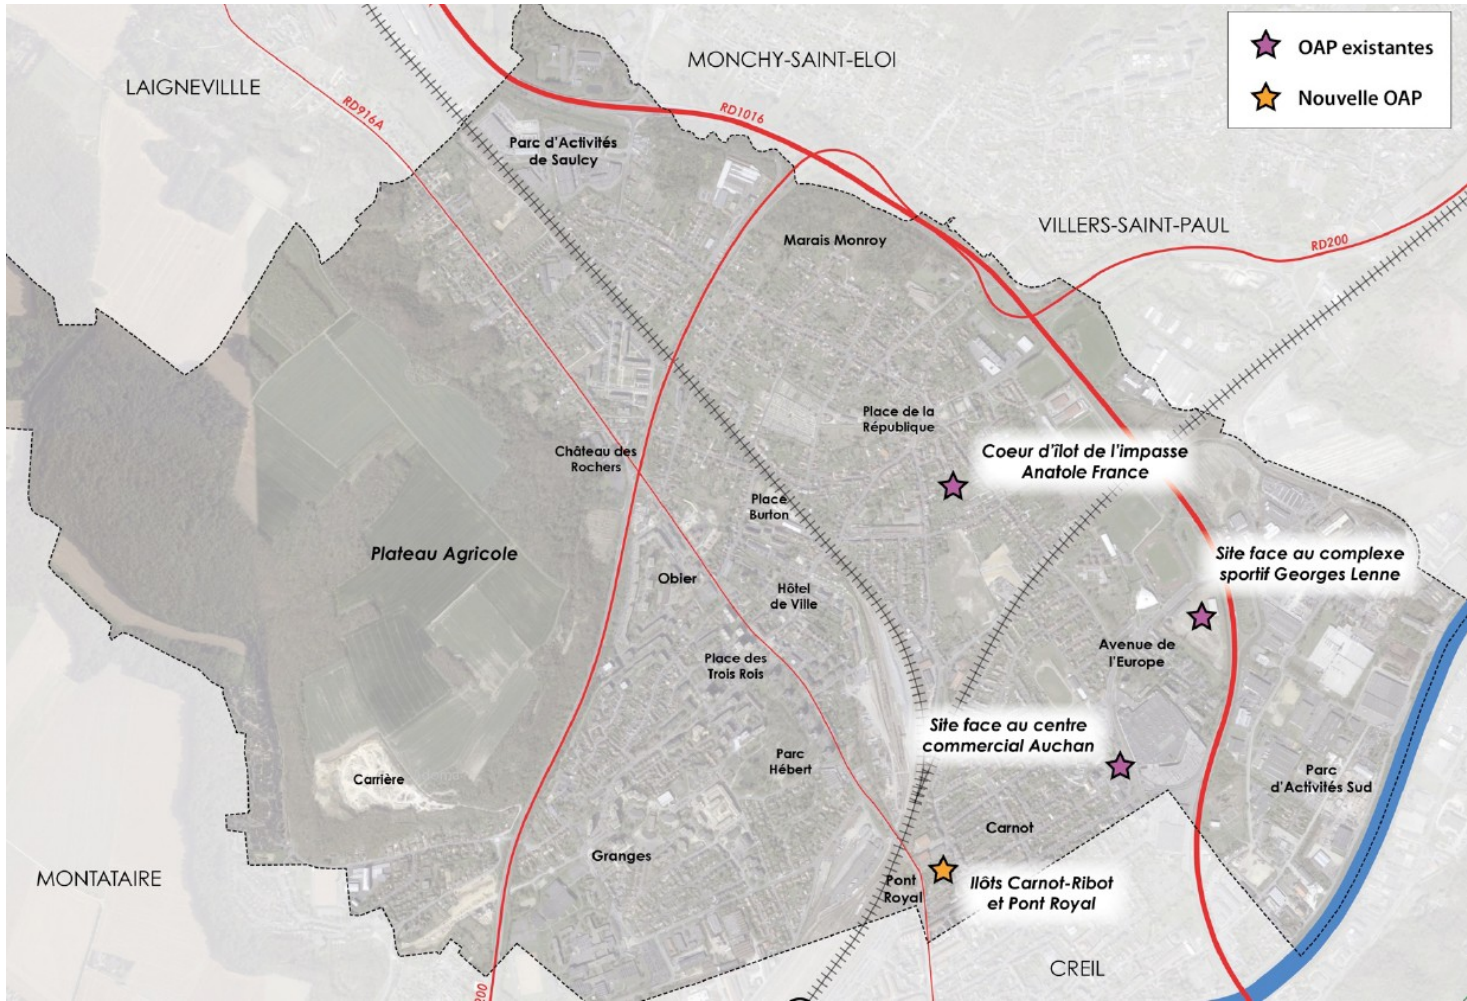 OAP existantes
Nouvelle OAP
MONCHY-SAINT-ELOI
LAIGNEVILLLE
RD916A
RD1016
Parc d'Activités
de Saulcy
VILLERS-SAINT-PAUL
RD200
Marais Monroy
Place de la
République
Château des
Rochers
Coeur d'îlot de l'impasse
Anatole France
Place
Burton
Plateau Agricole
Site face au complexe
sportif Georges Lenne
Obier
Hôtel
de Ville
Avenue de
l'Europe
Place des
Trois Rois
Site face au centre
commercial Auchan
Parc
Hébert
Carrière
Parc
d'Activités Sud
Carnot
Granges
MONTATAIRE
Pont
Royal
Ilôts Carnot-Ribot
et Pont Royal
CREIL
200